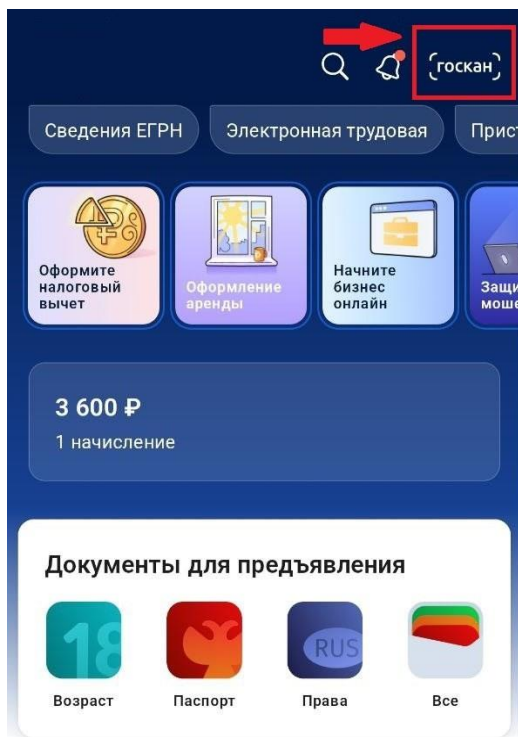 госкан
Сведения ЕГРН
Электронная трудовая
Прис
Оформите
налоговый
вычет
Оформление
аренды
Начните
бизнес
онлайн
Защи
моше
3 600 ₽
1 начисление
Документы для предъявления
18
RUS
Возраст
Паспорт
Права
Все